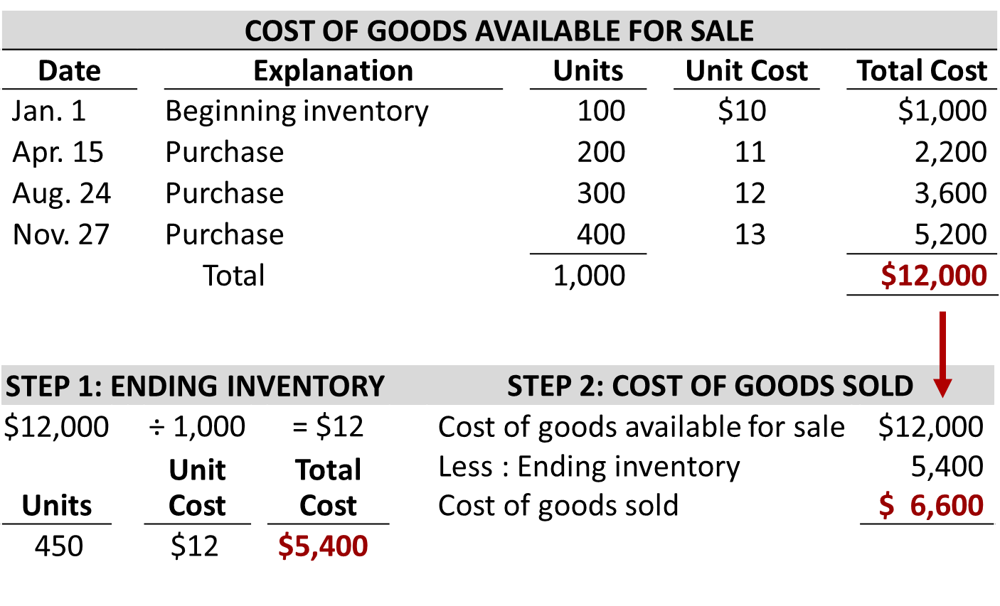 COST OF GOODS AVAILABLE FOR SALE
Date Explanation Units Unit Cost Total Cost
Jan. 1 Beginning inventory 100 $10 $1,000
Apr. 15 Purchase 200 11 2,200
Aug. 24 Purchase 300 12 3,600
Nov. 27 Purchase 400 13 5,200
Total 1,000 $12,000
STEP 1: ENDING INVENTORY
$12,000 ÷ 1,000 = $12
Unit Total
Units Cost Cost
450 $12 $5,400
STEP 2: COST OF GOODS SOLD
Cost of goods available for sale $12,000
Less : Ending inventory 5,400
Cost of goods sold $ 6,600